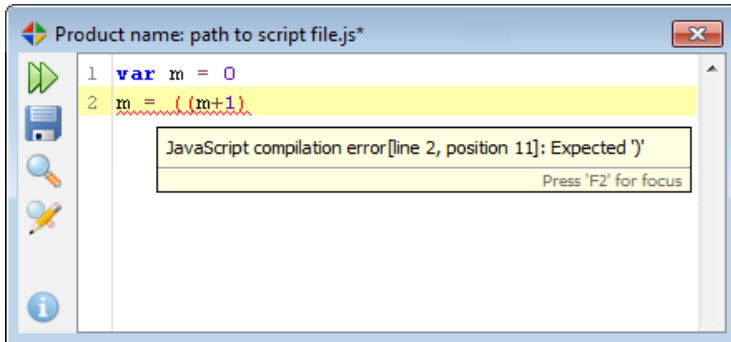 Product name: path to script file.js*
1 var m = 0
2 m = ((m+1)
JavaScript compilation error[line 2, position 11]: Expected ')'
Press 'F2' for focus